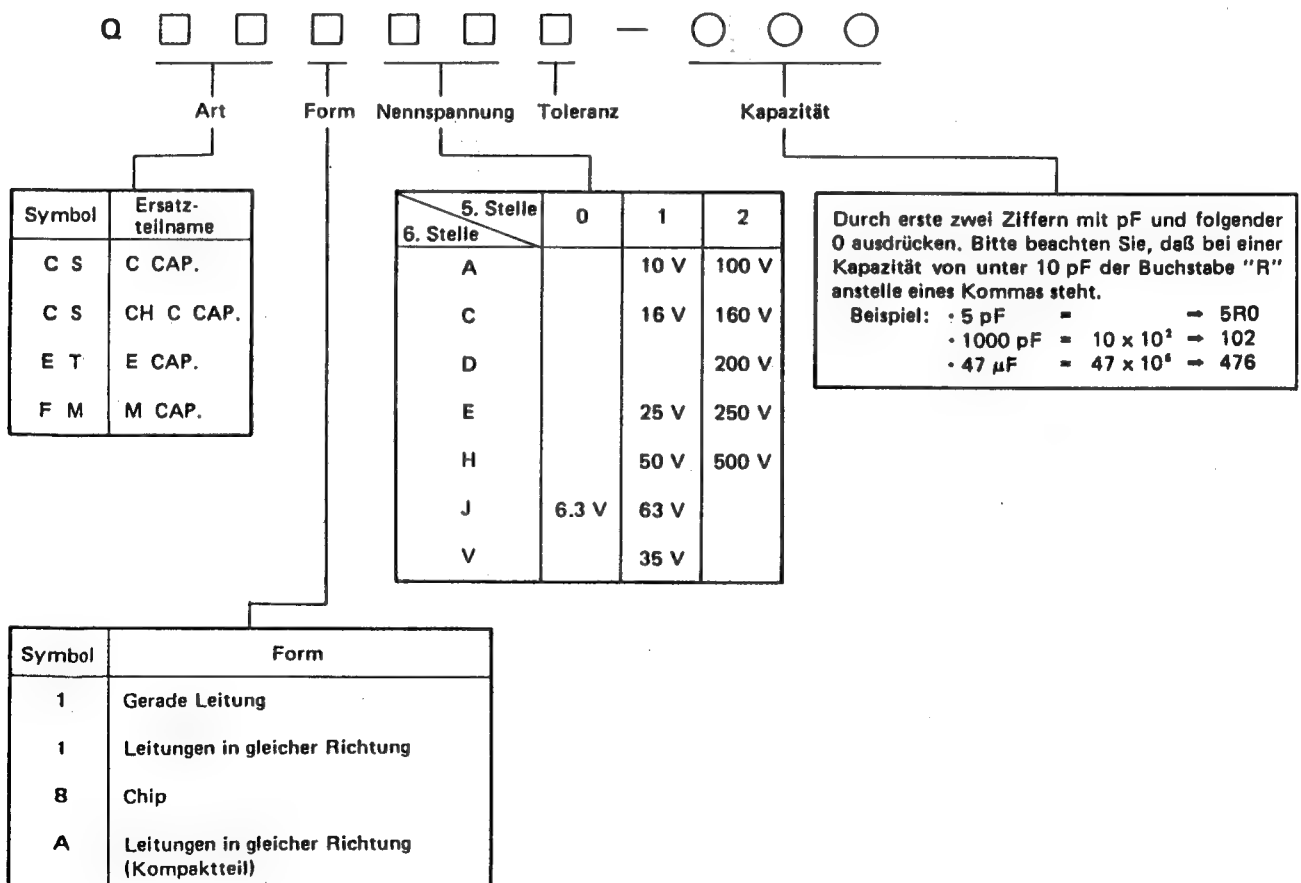 Q □ □ □ □ □ □ — ○ ○ ○
Art Form Nennspannung Toleranz Kapazität
Symbol Ersatz-
teilname
C S C CAP.
C S CH C CAP.
E T E CAP.
F M M CAP.
5. Stelle 0 1 2
6. Stelle
A 10 V 100 V
C 16 V 160 V
D 200 V
E 25 V 250 V
H 50 V 500 V
J 6.3 V 63 V
V 35 V
Durch erste zwei Ziffern mit pF und folgender
0 ausdrücken. Bitte beachten Sie, daß bei einer
Kapazität von unter 10 pF der Buchstabe "R"
anstelle eines Kommas steht.
Beispiel: · 5 pF = ⇒ 5R0
· 1000 pF = 10 x 10² ⇒ 102
· 47 µF = 47 x 10⁶ ⇒ 476
Symbol Form
1 Gerade Leitung
1 Leitungen in gleicher Richtung
8 Chip
A Leitungen in gleicher Richtung
(Kompaktteil)